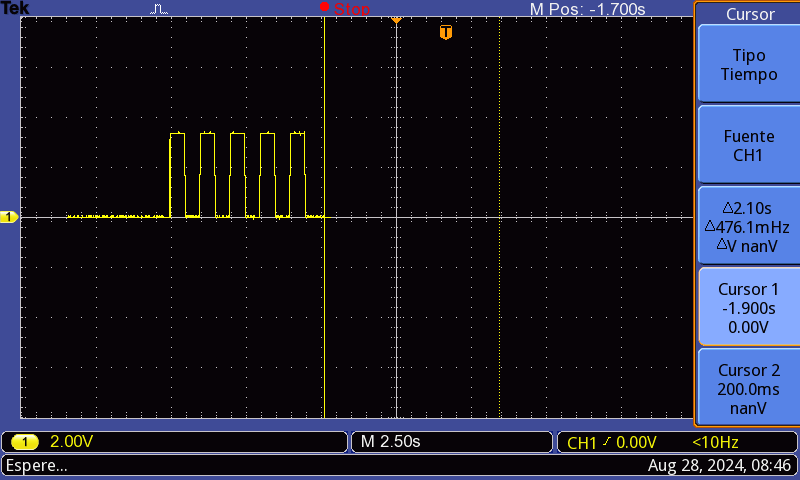 Tek
Stop
M Pos: -1.700s
Cursor
T
Tipo
Tiempo
Fuente
CH1
△2.10s
△476.1mHz
△V nanV
1
Cursor 1
-1.900s
0.00V
Cursor 2
200.0ms
nanV
1 2.00V
M 2.50s
CH1 0.00V <10Hz
Espere...
Aug 28, 2024, 08:46